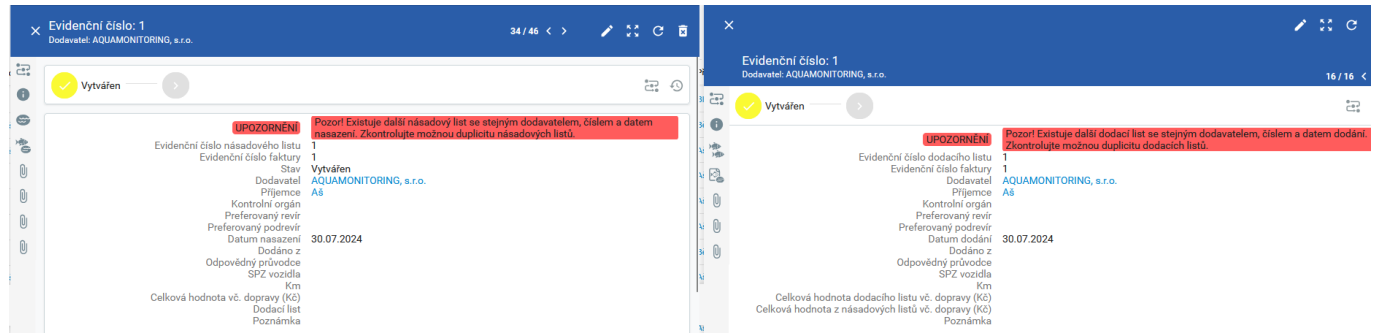 Evidenční číslo: 1
Dodavatel: AQUAMONITORING, s.r.o.
34 / 46
Vytvářen
UPOZORNĚNÍ Pozor! Existuje další násadový list se stejným dodavatelem, číslem a datem
nasazení. Zkontrolujte možnou duplicitu násadových listů.
Evidenční číslo násadového listu 1
Evidenční číslo faktury 1
Stav Vytvářen
Dodavatel AQUAMONITORING, s.r.o.
Příjemce Aš
Kontrolní orgán
Preferovaný revír
Preferovaný podrevír
Datum nasazení 30.07.2024
Dodáno z
Odpovědný průvodce
SPZ vozidla
Km
Celková hodnota vč. dopravy (Kč)
Dodací list
Poznámka
Evidenční číslo: 1
Dodavatel: AQUAMONITORING, s.r.o.
16 / 16
Vytvářen
UPOZORNĚNÍ Pozor! Existuje další dodací list se stejným dodavatelem, číslem a datem dodání.
Zkontrolujte možnou duplicitu dodacích listů.
Evidenční číslo dodacího listu 1
Evidenční číslo faktury 1
Dodavatel AQUAMONITORING, s.r.o.
Příjemce Aš
Kontrolní orgán
Preferovaný revír
Preferovaný podrevír
Datum dodání 30.07.2024
Dodáno z
Odpovědný průvodce
SPZ vozidla
Km
Celková hodnota dodacího listu vč. dopravy (Kč)
Celková hodnota z násadových listů vč. dopravy (Kč)
Poznámka